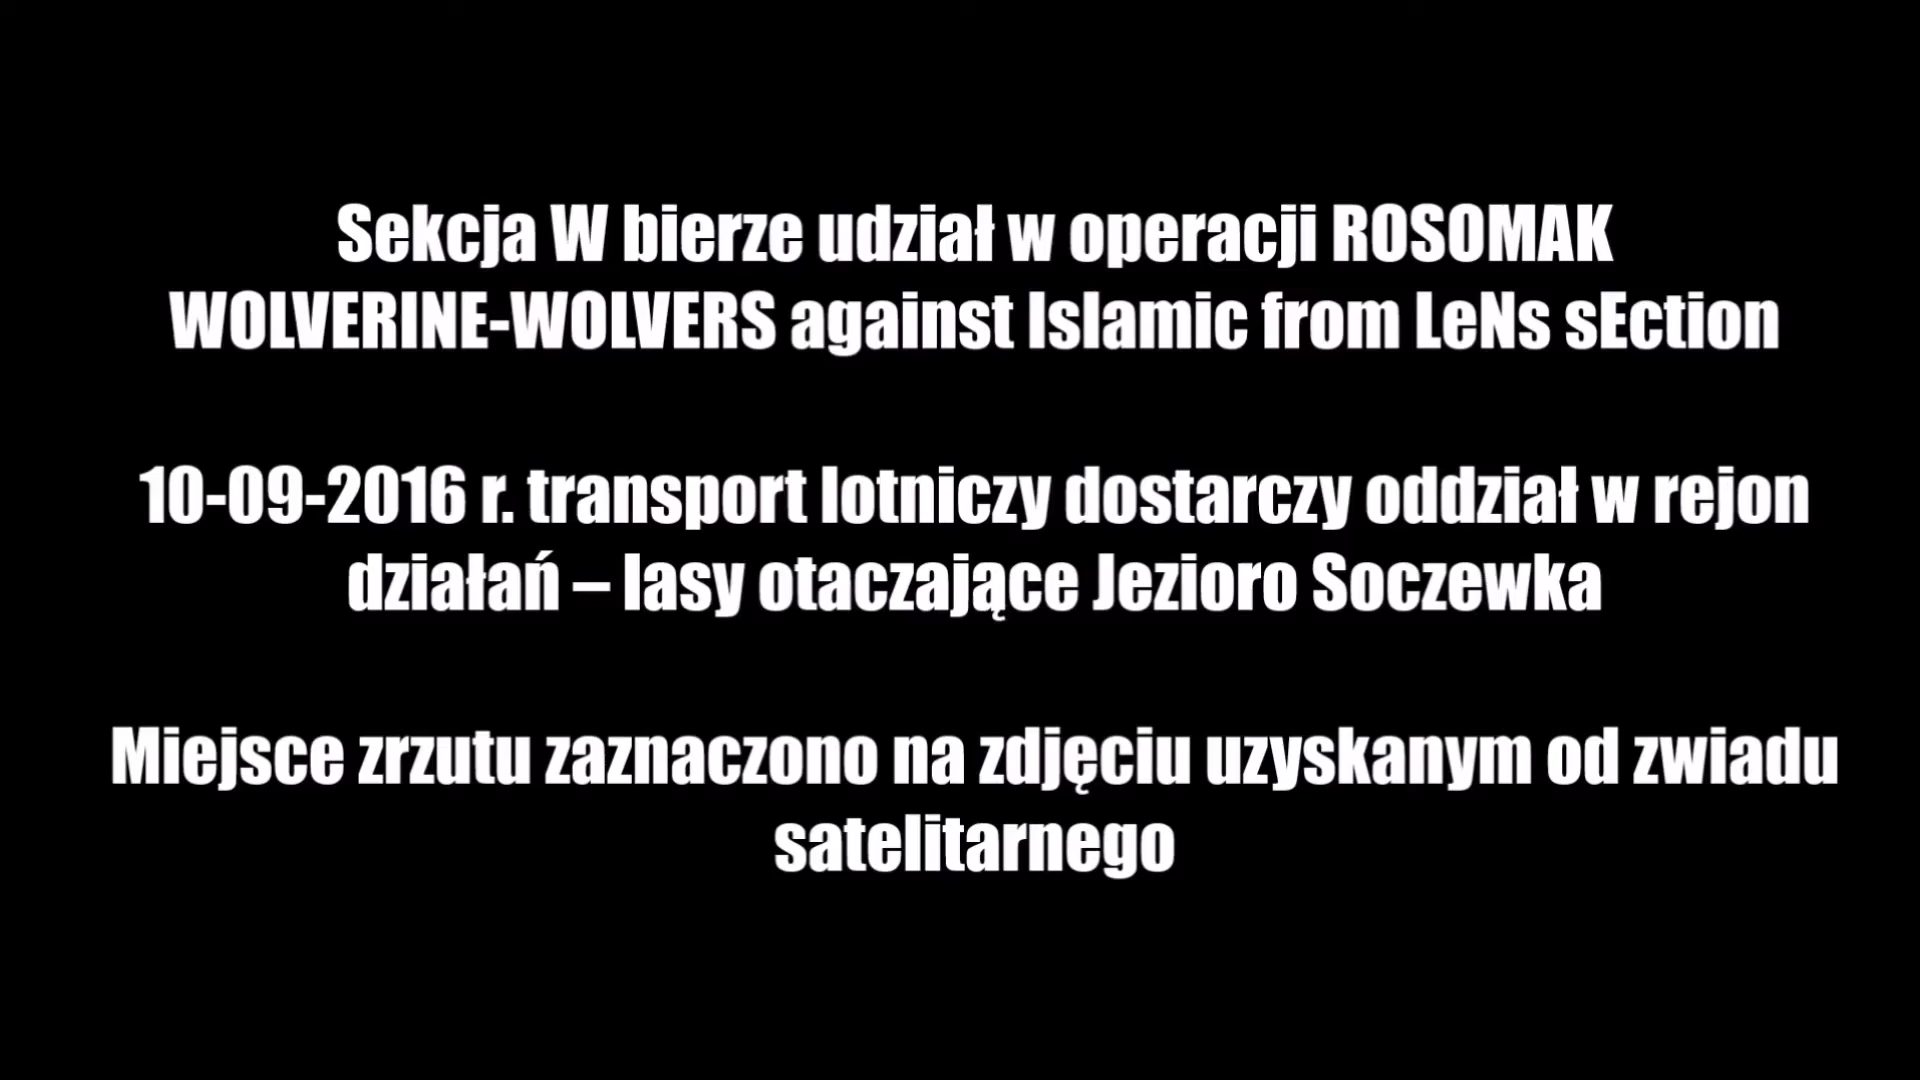 Sekcja W bierze udział w operacji ROSOMAK
WOLVERINE-WOLVERS against Islamic from LeNs sEction
10-09-2016 r. transport lotniczy dostarczy oddział w rejon
działań – lasy otaczające Jezioro Soczewka
Miejsce zrzutu zaznaczono na zdjęciu uzyskanym od zwiadu
satelitarnego